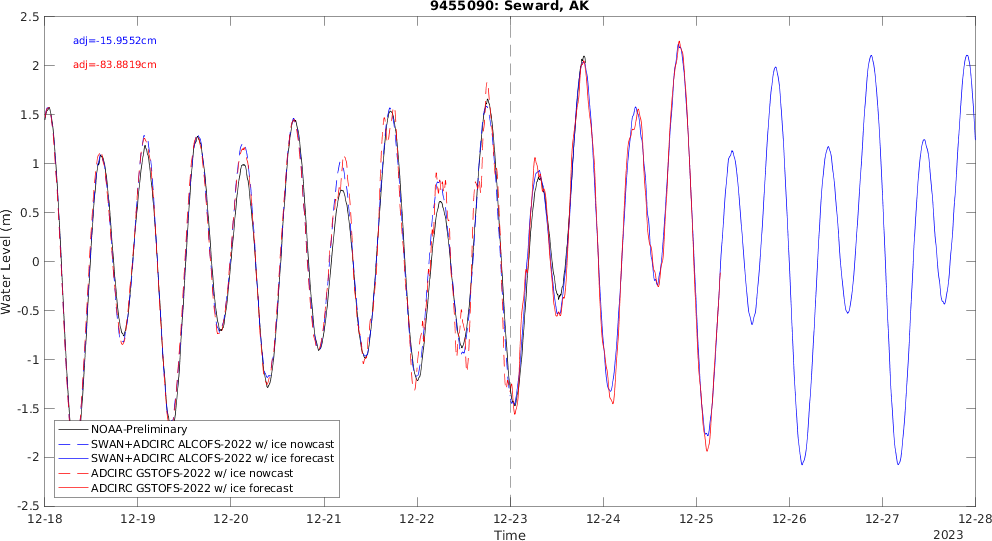 9455090: Seward, AK
adj=-15.9552cm
adj=-83.8819cm
2.5
2
1.5
1
0.5
0
-0.5
-1
-1.5
-2
-2.5
Water Level (m)
NOAA-Preliminary
SWAN+ADCIRC ALCOFS-2022 w/ ice nowcast
SWAN+ADCIRC ALCOFS-2022 w/ ice forecast
ADCIRC GSTOFS-2022 w/ ice nowcast
ADCIRC GSTOFS-2022 w/ ice forecast
12-18 12-19 12-20 12-21 12-22 12-23 12-24 12-25 12-26 12-27 12-28
Time
2023